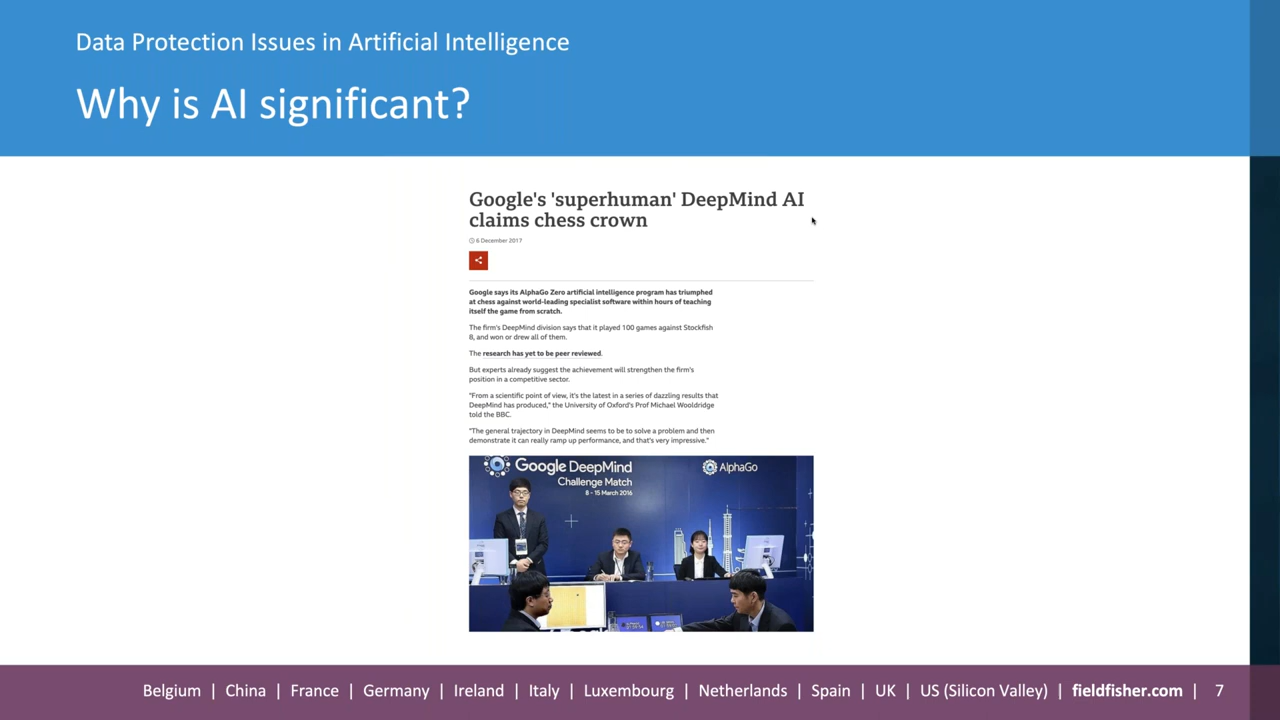 Data Protection Issues in Artificial Intelligence
Why is AI significant?
Google's 'superhuman' DeepMind AI
claims chess crown
6 December 2017
Google says its AlphaGo Zero artificial intelligence program has triumphed
at chess against world-leading specialist software within hours of teaching
itself the game from scratch.
The firm's DeepMind division says that it played 100 games against Stockfish
8, and won or drew all of them.
The research has yet to be peer reviewed.
But experts already suggest the achievement will strengthen the firm's
position in a competitive sector.
"From a scientific point of view, it's the latest in a series of dazzling results that
DeepMind has produced," the University of Oxford's Prof Michael Wooldridge
told the BBC.
"The general trajectory in DeepMind seems to be to solve a problem and then
demonstrate it can really ramp up performance, and that's very impressive."
Google DeepMind
Challenge Match
8 - 15 March 2016
AlphaGo
Belgium | China | France | Germany | Ireland | Italy | Luxembourg | Netherlands | Spain | UK | US (Silicon Valley) | fieldfisher.com | 7